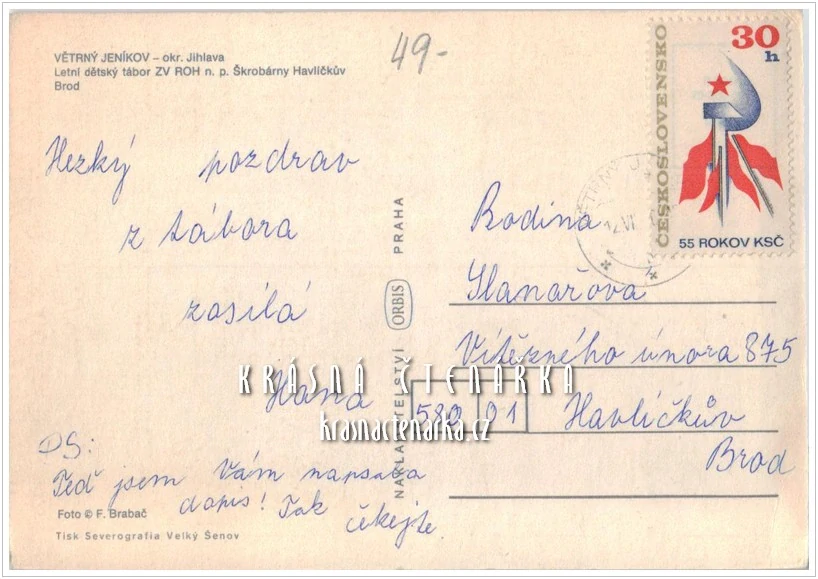 VĚTRNÝ JENÍKOV – okr. Jihlava
Letní dětský tábor ZV ROH n. p. Škrobárny Havlíčkův
Brod
49-
30
h
ČESKOSLOVENSKO
55 ROKOV KSČ
Hezký pozdrav
z tábora
zasílá
Hana
DS:
Teď jsem Vám napsala
dopis! Tak čekejte.
Foto © F. Brabač
Tisk Severografia Velký Šenov
NAKLADATELSTVÍ ORBIS PRAHA
Rodina
Slanařova
Vítězného února 875
580 01 Havlíčkův
Brod
KRÁSNÁ ČTENÁŘKA
krasnactenarka.cz